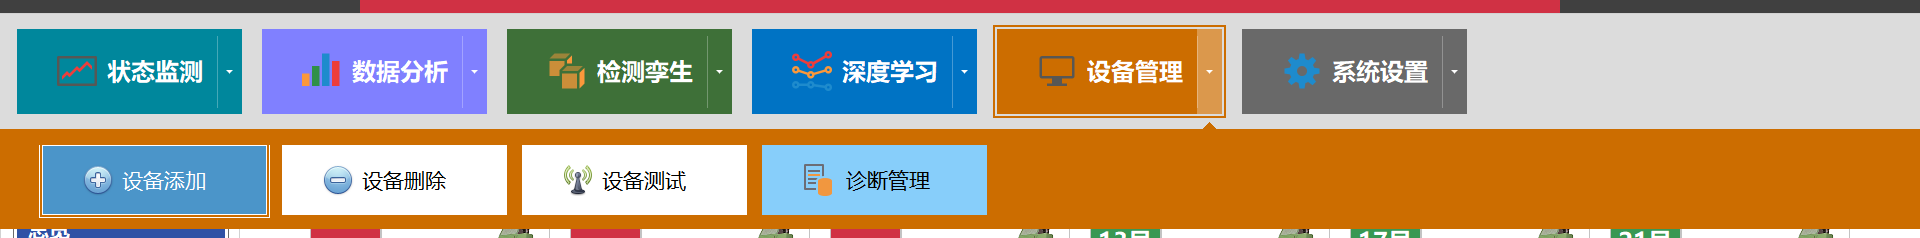 状态监测
数据分析
检测孪生
深度学习
设备管理
系统设置
设备添加
设备删除
设备测试
诊断管理